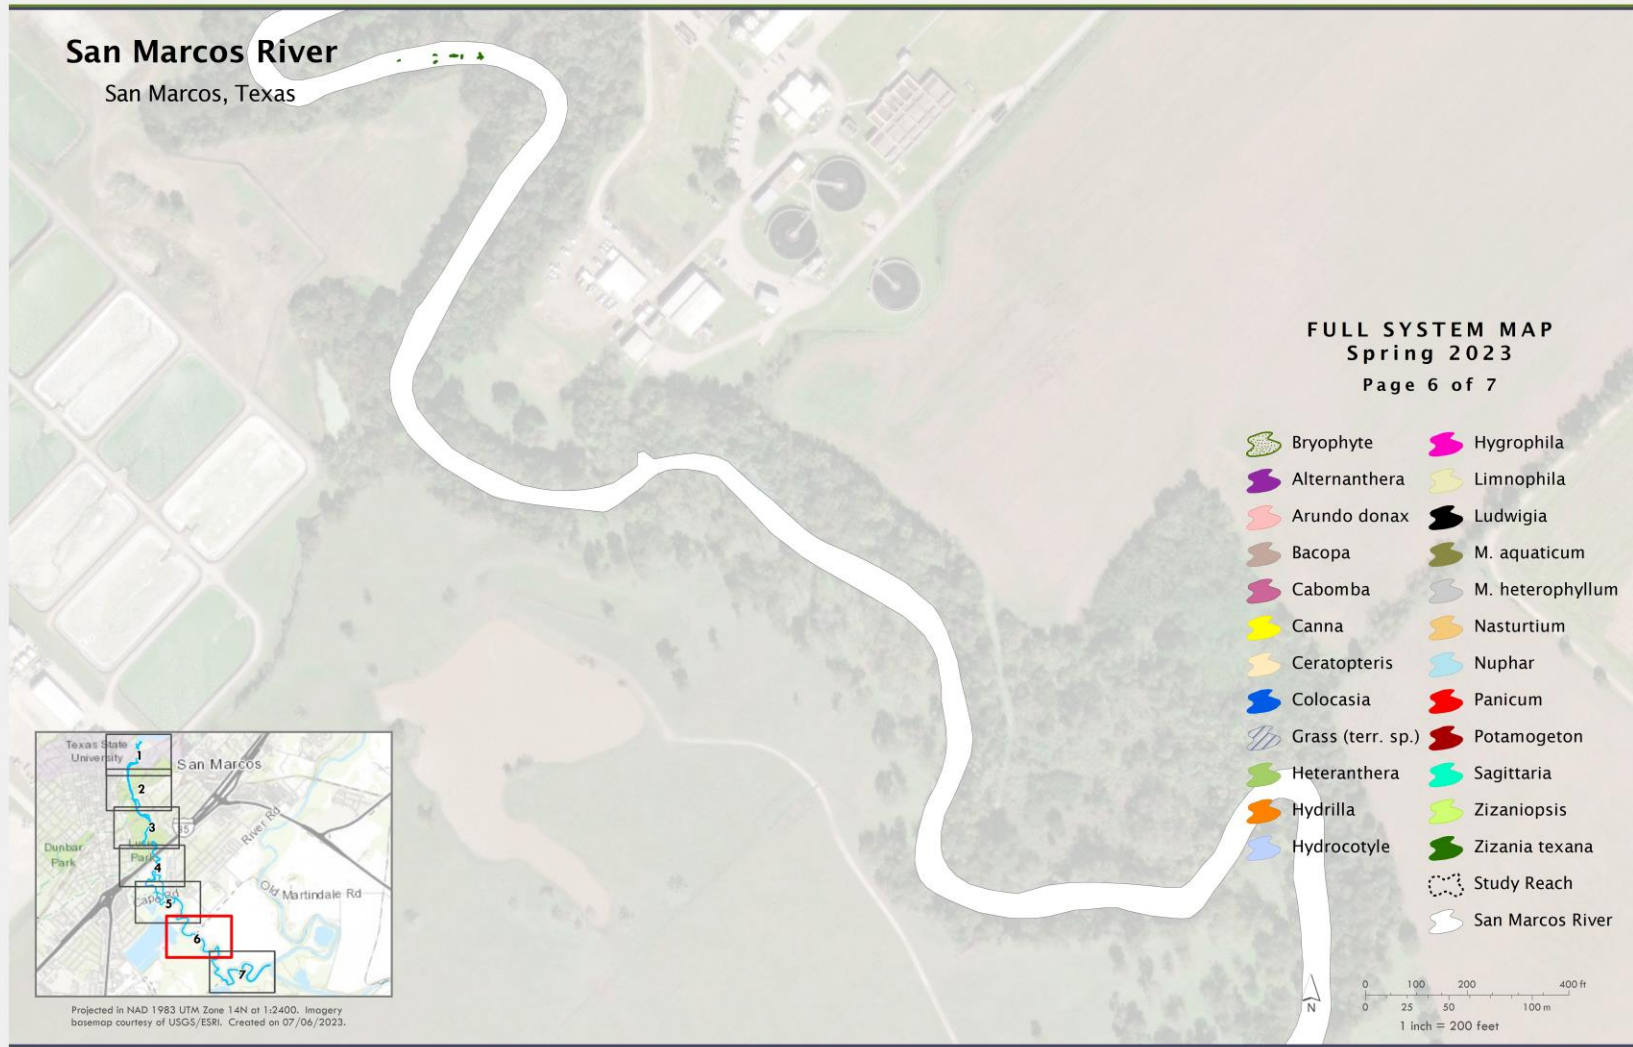 San Marcos River
San Marcos, Texas
FULL SYSTEM MAP
Spring 2023
Page 6 of 7
Bryophyte
Alternanthera
Arundo donax
Bacopa
Cabomba
Canna
Ceratopteris
Colocasia
Grass (terr. sp.)
Heteranthera
Hydrilla
Hydrocotyle
Hygrophila
Limnophila
Ludwigia
M. aquaticum
M. heterophyllum
Nasturtium
Nuphar
Panicum
Potamogeton
Sagittaria
Zizaniopsis
Zizania texana
Study Reach
San Marcos River
Texas State
University
San Marcos
1
2
3
35
River Rd
Dunbar
Park
Park
4
Old Martindale Rd
5
6
7
Projected in NAD 1983 UTM Zone 14N at 1:2400. Imagery
basemap courtesy of USGS/ESRI. Created on 07/06/2023.
N
0 100 200 400 ft
0 25 50 100 m
1 inch = 200 feet